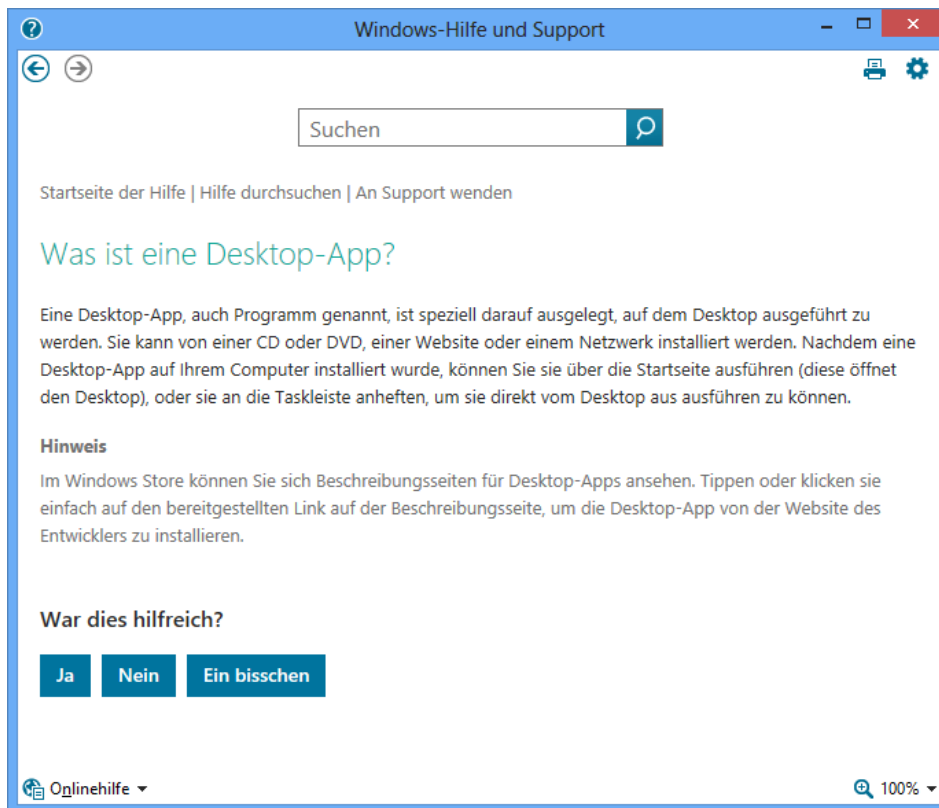 Windows-Hilfe und Support
Suchen
Startseite der Hilfe | Hilfe durchsuchen | An Support wenden
Was ist eine Desktop-App?
Eine Desktop-App, auch Programm genannt, ist speziell darauf ausgelegt, auf dem Desktop ausgeführt zu
werden. Sie kann von einer CD oder DVD, einer Website oder einem Netzwerk installiert werden. Nachdem eine
Desktop-App auf Ihrem Computer installiert wurde, können Sie sie über die Startseite ausführen (diese öffnet
den Desktop), oder sie an die Taskleiste anheften, um sie direkt vom Desktop aus ausführen zu können.
Hinweis
Im Windows Store können Sie sich Beschreibungsseiten für Desktop-Apps ansehen. Tippen oder klicken sie
einfach auf den bereitgestellten Link auf der Beschreibungsseite, um die Desktop-App von der Website des
Entwicklers zu installieren.
War dies hilfreich?
Ja Nein Ein bisschen
Onlinehilfe 100%